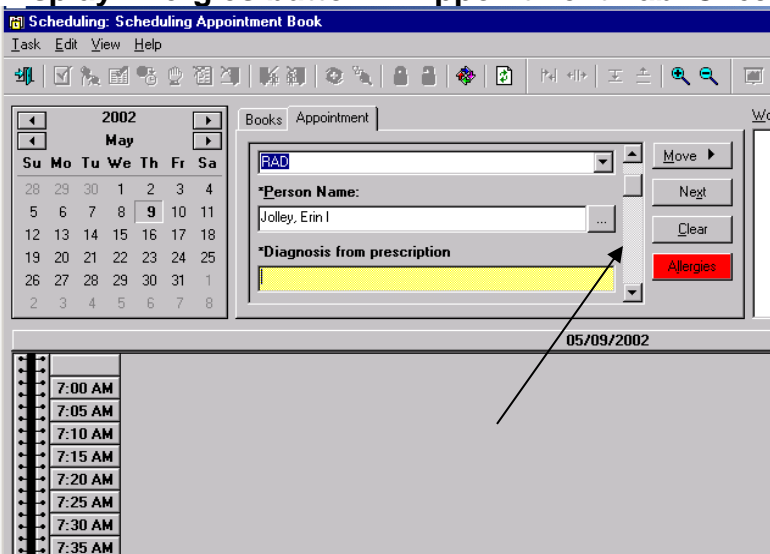 Scheduling: Scheduling Appointment Book
Task Edit View Help
2002
May
Su Mo Tu We Th Fr Sa
28 29 30 1 2 3 4
5 6 7 8 9 10 11
12 13 14 15 16 17 18
19 20 21 22 23 24 25
26 27 28 29 30 31 1
2 3 4 5 6 7 8
Books Appointment
RAD
*Person Name:
Jolley, Erin I
...
*Diagnosis from prescription
Move
Next
Clear
Allergies
05/09/2002
7:00 AM
7:05 AM
7:10 AM
7:15 AM
7:20 AM
7:25 AM
7:30 AM
7:35 AM